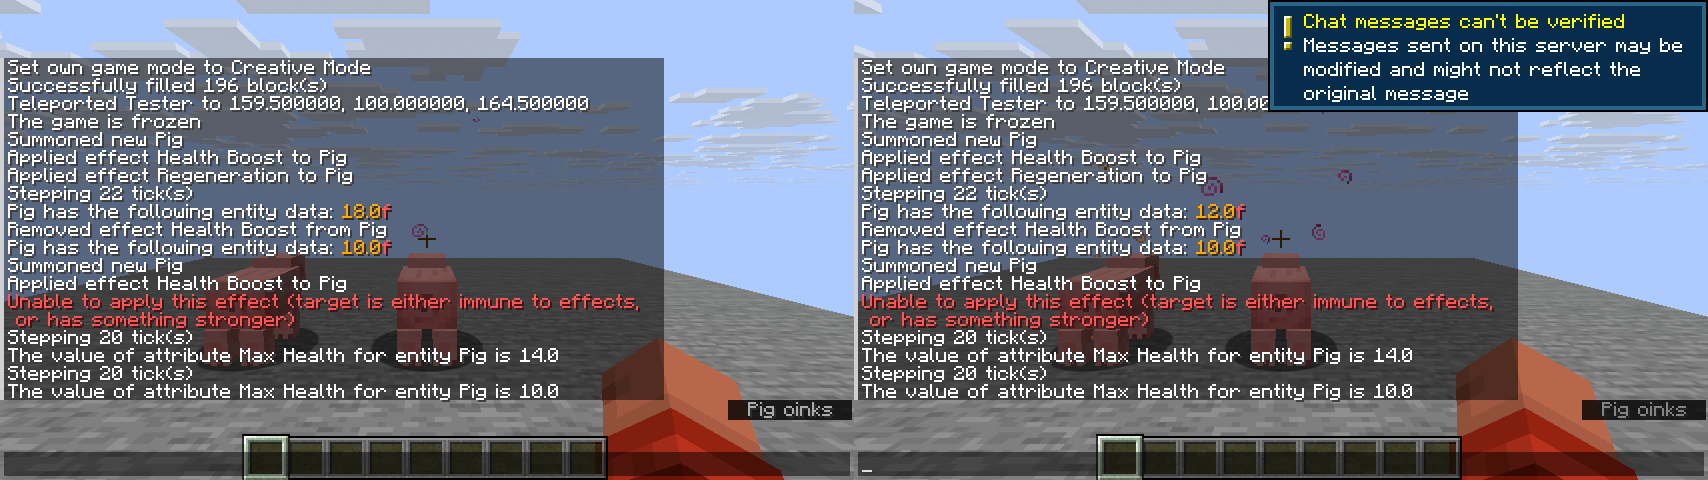 Set own game mode to Creative Mode
Successfully filled 196 block(s)
Teleported Tester to 159.500000, 100.000000, 164.500000
The game is frozen
Summoned new Pig
Applied effect Health Boost to Pig
Applied effect Regeneration to Pig
Stepping 22 tick(s)
Pig has the following entity data: 18.0f
Removed effect Health Boost from Pig
Pig has the following entity data: 10.0f
Summoned new Pig
Applied effect Health Boost to Pig
Unable to apply this effect (target is either immune to effects,
or has something stronger)
Stepping 20 tick(s)
The value of attribute Max Health for entity Pig is 14.0
Stepping 20 tick(s)
The value of attribute Max Health for entity Pig is 10.0
Pig oinks
Chat messages can't be verified
Messages sent on this server may be
modified and might not reflect the
original message
Set own game mode to Creative Mode
Successfully filled 196 block(s)
Teleported Tester to 159.500000, 100.00
The game is frozen
Summoned new Pig
Applied effect Health Boost to Pig
Applied effect Regeneration to Pig
Stepping 22 tick(s)
Pig has the following entity data: 12.0f
Removed effect Health Boost from Pig
Pig has the following entity data: 10.0f
Summoned new Pig
Applied effect Health Boost to Pig
Unable to apply this effect (target is either immune to effects,
or has something stronger)
Stepping 20 tick(s)
The value of attribute Max Health for entity Pig is 14.0
Stepping 20 tick(s)
The value of attribute Max Health for entity Pig is 10.0
Pig oinks
_